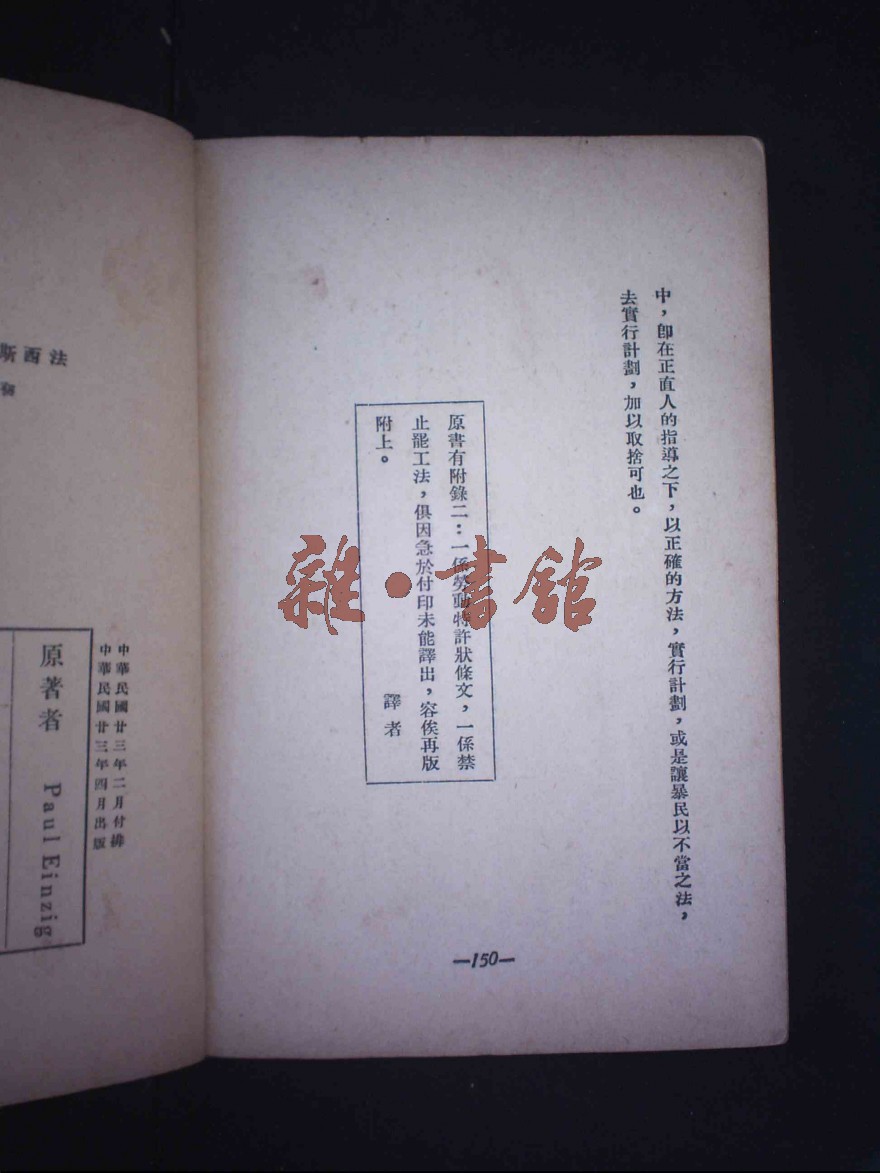 中，卽在正直人的指導之下，以正確的方法，實行計劃，或是讓暴民以不當之法，
去實行計劃，加以取捨可也。
原書有附錄二：一係勞動特許狀條文，一係禁
止罷工法，俱因急於付印未能譯出，容俟再版
附上。
譯者
—150—
雜·書館
法西斯
中華民國廿三年二月付排
中華民國廿三年四月出版
原著者 Paul Einzig